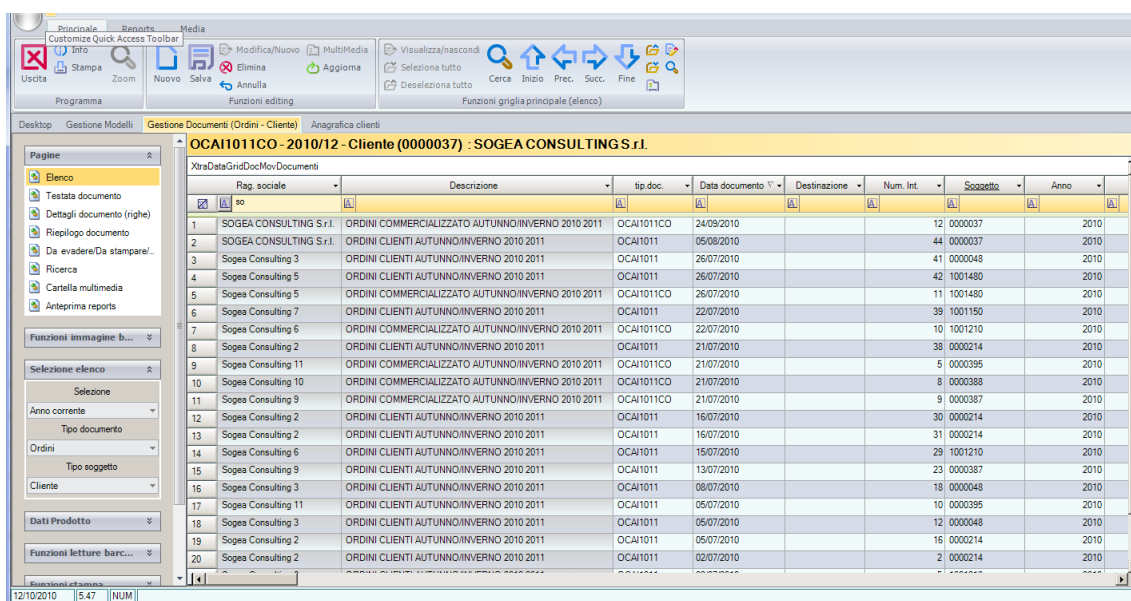 Principale Reports Media
Customize Quick Access Toolbar
Info
Stampa
Uscita Zoom
Programma
Nuovo Salva
Modifica/Nuovo MultiMedia
Elimina Aggiorna
Annulla
Funzioni editing
Visualizza/nascondi
Seleziona tutto
Deseleziona tutto
Cerca Inizio Prec. Succ. Fine
Funzioni griglia principale (elenco)
Desktop Gestione Modelli Gestione Documenti (Ordini - Cliente) Anagrafica clienti
Pagine
Elenco
Testata documento
Dettagli documento (righe)
Riepilogo documento
Da evadere/Da stampare/...
Ricerca
Cartella multimedia
Anteprima reports
Funzioni immagine b...
Selezione elenco
Selezione
Anno corrente
Tipo documento
Ordini
Tipo soggetto
Cliente
Dati Prodotto
Funzioni letture barc...
Funzioni stampa
OCAI1011CO - 2010/12 - Cliente (0000037) : SOGEA CONSULTING S.r.l.
XtraDataGridDocMovDocumenti
Rag. sociale Descrizione tip.doc. Data documento Destinazione Num. Int. Soggetto Anno
so
1 SOGEA CONSULTING S.r.l. ORDINI COMMERCIALIZZATO AUTUNNO/INVERNO 2010 2011 OCAI1011CO 24/09/2010 12 0000037 2010
2 SOGEA CONSULTING S.r.l. ORDINI CLIENTI AUTUNNO/INVERNO 2010 2011 OCAI1011 05/08/2010 44 0000037 2010
3 Sogea Consulting 3 ORDINI CLIENTI AUTUNNO/INVERNO 2010 2011 OCAI1011 26/07/2010 41 0000048 2010
4 Sogea Consulting 5 ORDINI CLIENTI AUTUNNO/INVERNO 2010 2011 OCAI1011 26/07/2010 42 1001480 2010
5 Sogea Consulting 5 ORDINI COMMERCIALIZZATO AUTUNNO/INVERNO 2010 2011 OCAI1011CO 26/07/2010 11 1001480 2010
6 Sogea Consulting 7 ORDINI CLIENTI AUTUNNO/INVERNO 2010 2011 OCAI1011 22/07/2010 39 1001150 2010
7 Sogea Consulting 6 ORDINI COMMERCIALIZZATO AUTUNNO/INVERNO 2010 2011 OCAI1011CO 22/07/2010 10 1001210 2010
8 Sogea Consulting 2 ORDINI CLIENTI AUTUNNO/INVERNO 2010 2011 OCAI1011 21/07/2010 38 0000214 2010
9 Sogea Consulting 11 ORDINI COMMERCIALIZZATO AUTUNNO/INVERNO 2010 2011 OCAI1011CO 21/07/2010 5 0000395 2010
10 Sogea Consulting 10 ORDINI COMMERCIALIZZATO AUTUNNO/INVERNO 2010 2011 OCAI1011CO 21/07/2010 8 0000388 2010
11 Sogea Consulting 9 ORDINI COMMERCIALIZZATO AUTUNNO/INVERNO 2010 2011 OCAI1011CO 21/07/2010 9 0000387 2010
12 Sogea Consulting 2 ORDINI CLIENTI AUTUNNO/INVERNO 2010 2011 OCAI1011 16/07/2010 30 0000214 2010
13 Sogea Consulting 2 ORDINI CLIENTI AUTUNNO/INVERNO 2010 2011 OCAI1011 16/07/2010 31 0000214 2010
14 Sogea Consulting 6 ORDINI CLIENTI AUTUNNO/INVERNO 2010 2011 OCAI1011 15/07/2010 29 1001210 2010
15 Sogea Consulting 9 ORDINI CLIENTI AUTUNNO/INVERNO 2010 2011 OCAI1011 13/07/2010 23 0000387 2010
16 Sogea Consulting 3 ORDINI CLIENTI AUTUNNO/INVERNO 2010 2011 OCAI1011 08/07/2010 18 0000048 2010
17 Sogea Consulting 11 ORDINI CLIENTI AUTUNNO/INVERNO 2010 2011 OCAI1011 05/07/2010 10 0000395 2010
18 Sogea Consulting 3 ORDINI CLIENTI AUTUNNO/INVERNO 2010 2011 OCAI1011 05/07/2010 12 0000048 2010
19 Sogea Consulting 2 ORDINI CLIENTI AUTUNNO/INVERNO 2010 2011 OCAI1011 05/07/2010 16 0000214 2010
20 Sogea Consulting 2 ORDINI CLIENTI AUTUNNO/INVERNO 2010 2011 OCAI1011 02/07/2010 2 0000214 2010
12/10/2010 5.47 NUM